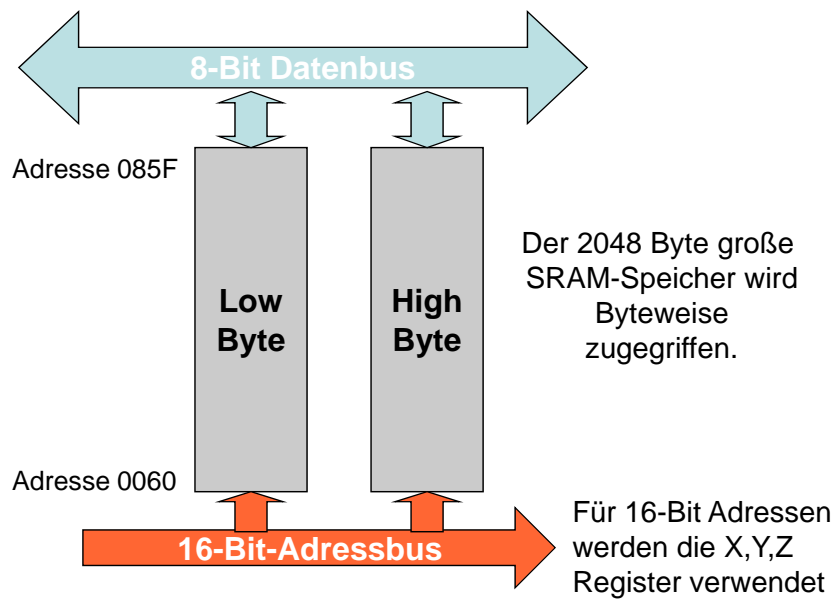 8-Bit Datenbus
Adresse 085F
Low
Byte
High
Byte
Der 2048 Byte große
SRAM-Speicher wird
Byteweise
zugegriffen.
Adresse 0060
16-Bit-Adressbus
Für 16-Bit Adressen
werden die X,Y,Z
Register verwendet